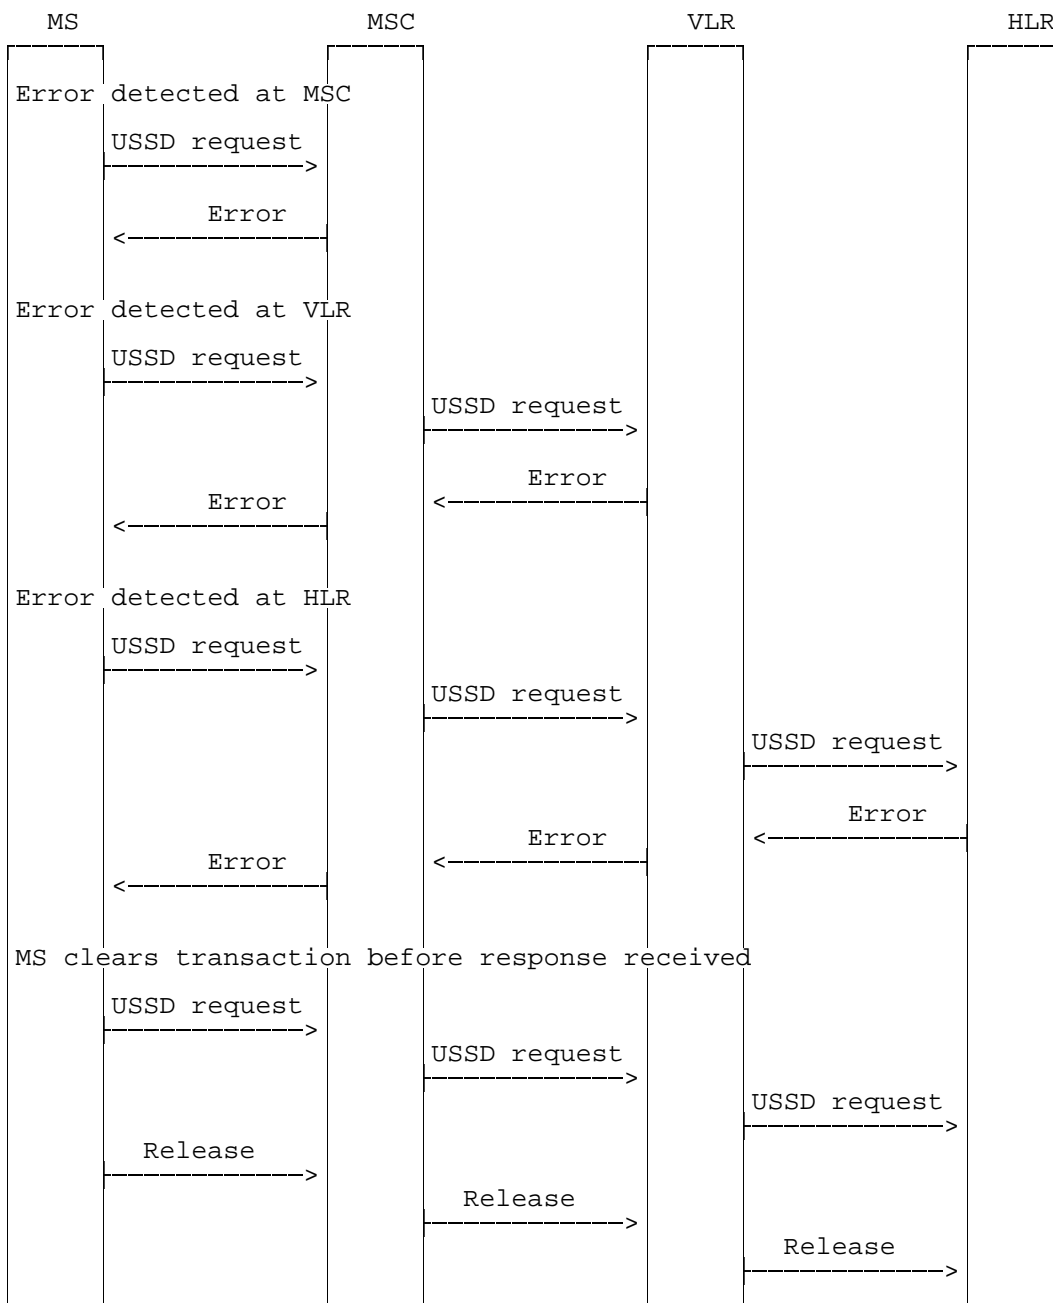 MS MSC VLR HLR
Error detected at MSC
USSD request
Error
Error detected at VLR
USSD request
USSD request
Error
Error
Error detected at HLR
USSD request
USSD request
USSD request
Error
Error
Error
MS clears transaction before response received
USSD request
USSD request
USSD request
Release
Release
Release